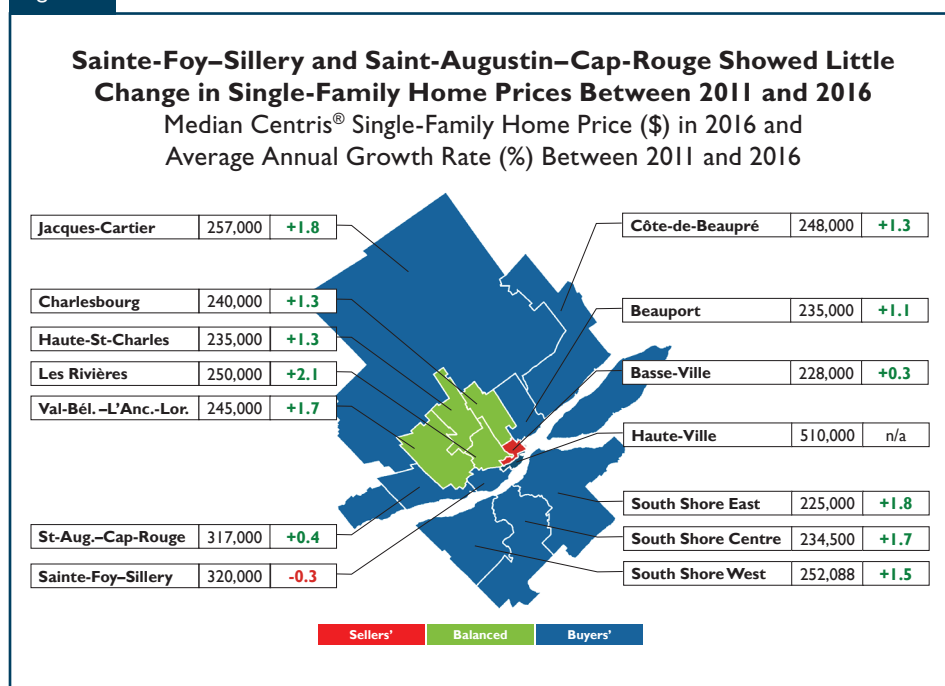 Sainte-Foy–Sillery and Saint-Augustin–Cap-Rouge Showed Little
Change in Single-Family Home Prices Between 2011 and 2016
Median Centris® Single-Family Home Price ($) in 2016 and
Average Annual Growth Rate (%) Between 2011 and 2016
Jacques-Cartier 257,000 +1.8
Charlesbourg 240,000 +1.3
Haute-St-Charles 235,000 +1.3
Les Rivières 250,000 +2.1
Val-Bél. –L'Anc.-Lor. 245,000 +1.7
St-Aug.–Cap-Rouge 317,000 +0.4
Sainte-Foy–Sillery 320,000 -0.3
Côte-de-Beaupré 248,000 +1.3
Beauport 235,000 +1.1
Basse-Ville 228,000 +0.3
Haute-Ville 510,000 n/a
South Shore East 225,000 +1.8
South Shore Centre 234,500 +1.7
South Shore West 252,088 +1.5
Sellers' Balanced Buyers'